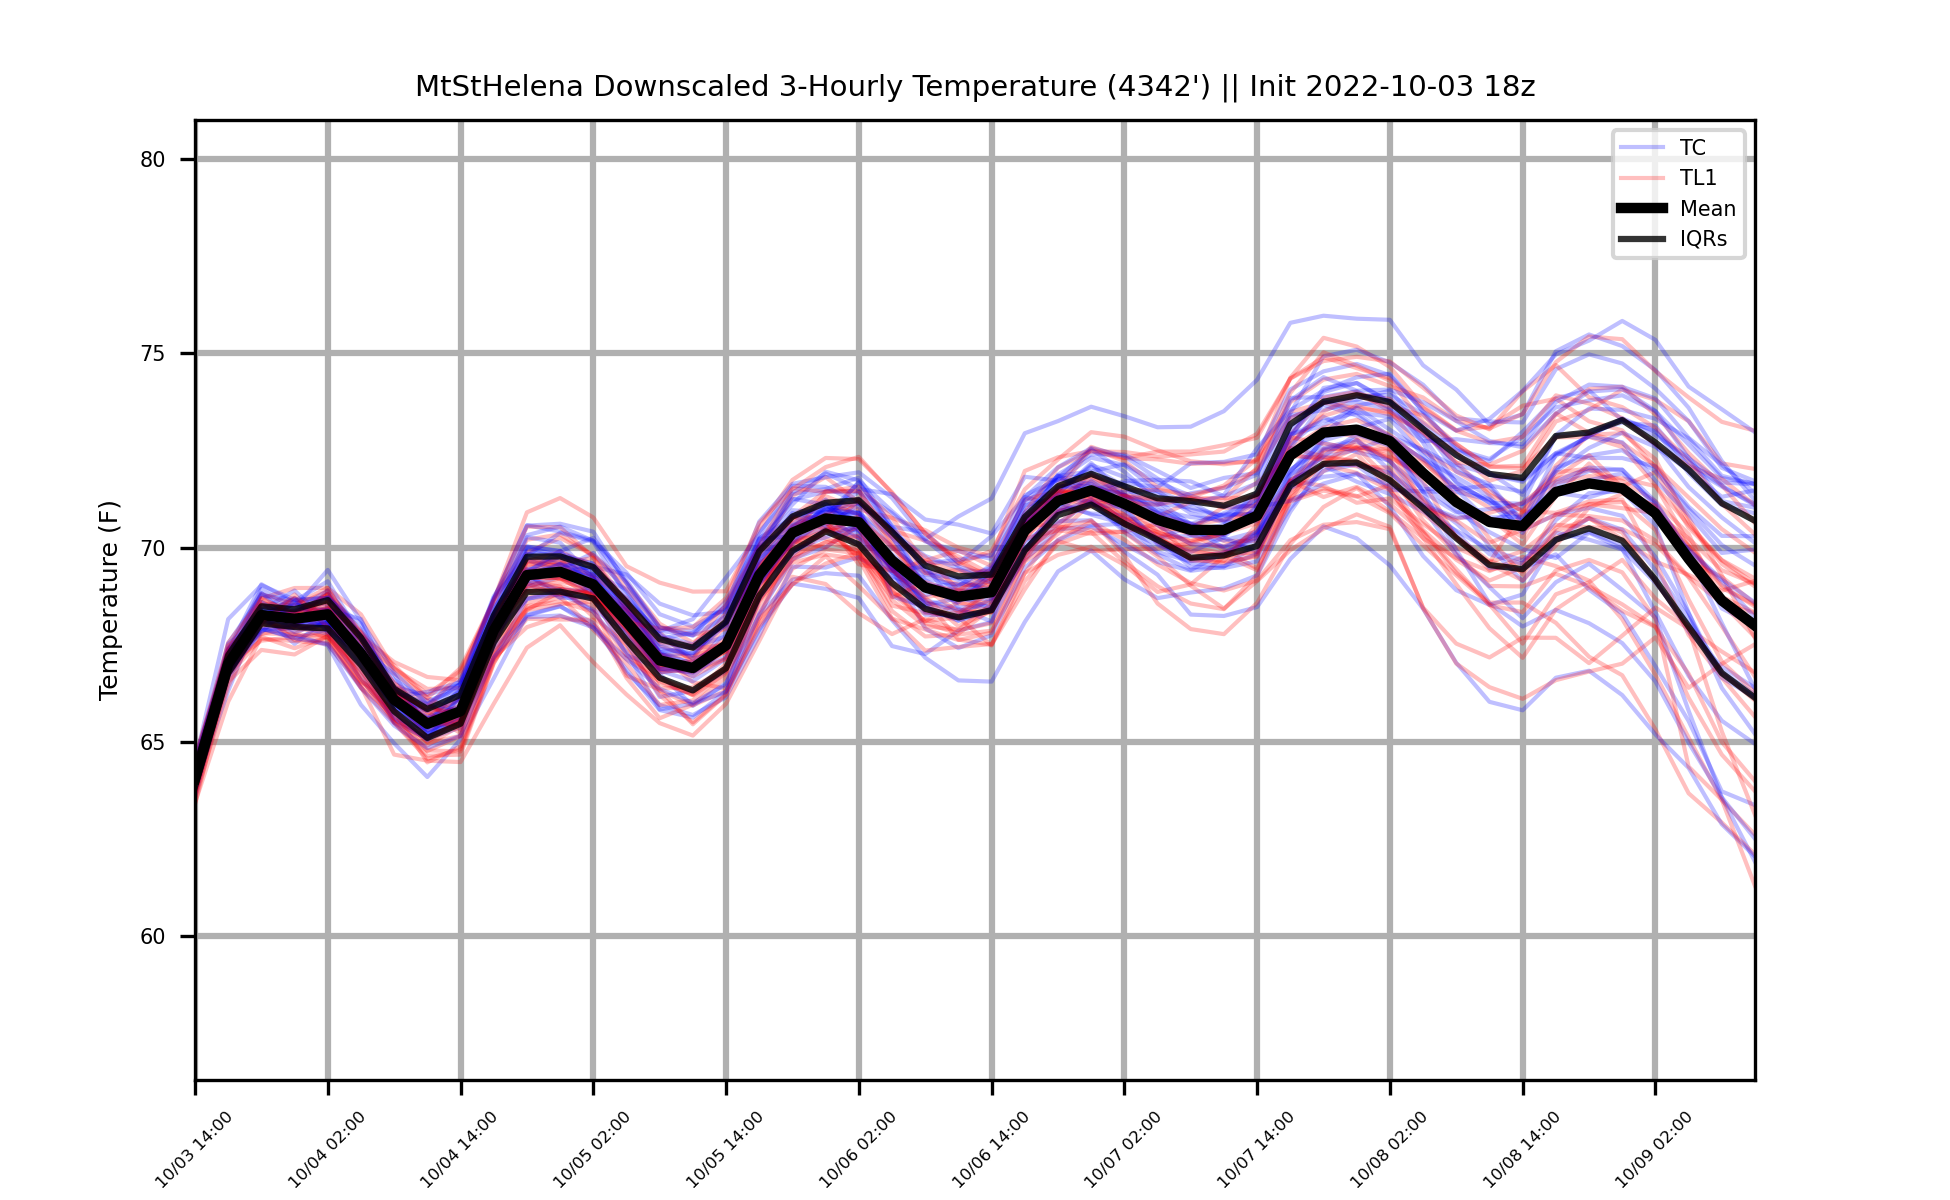 MtStHelena Downscaled 3-Hourly Temperature (4342') || Init 2022-10-03 18z
TC
TL1
Mean
IQRs
Temperature (F)
80
75
70
65
60
10/03 14:00
10/04 02:00
10/04 14:00
10/05 02:00
10/05 14:00
10/06 02:00
10/06 14:00
10/07 02:00
10/07 14:00
10/08 02:00
10/08 14:00
10/09 02:00